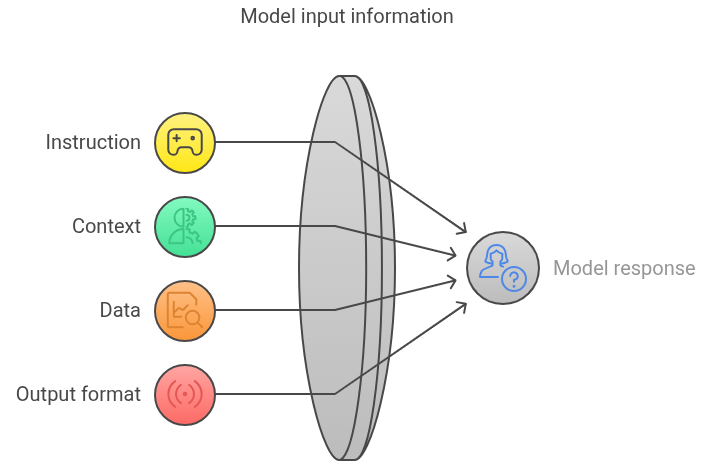 Model input information
Instruction
Context
Data
Output format
Model response